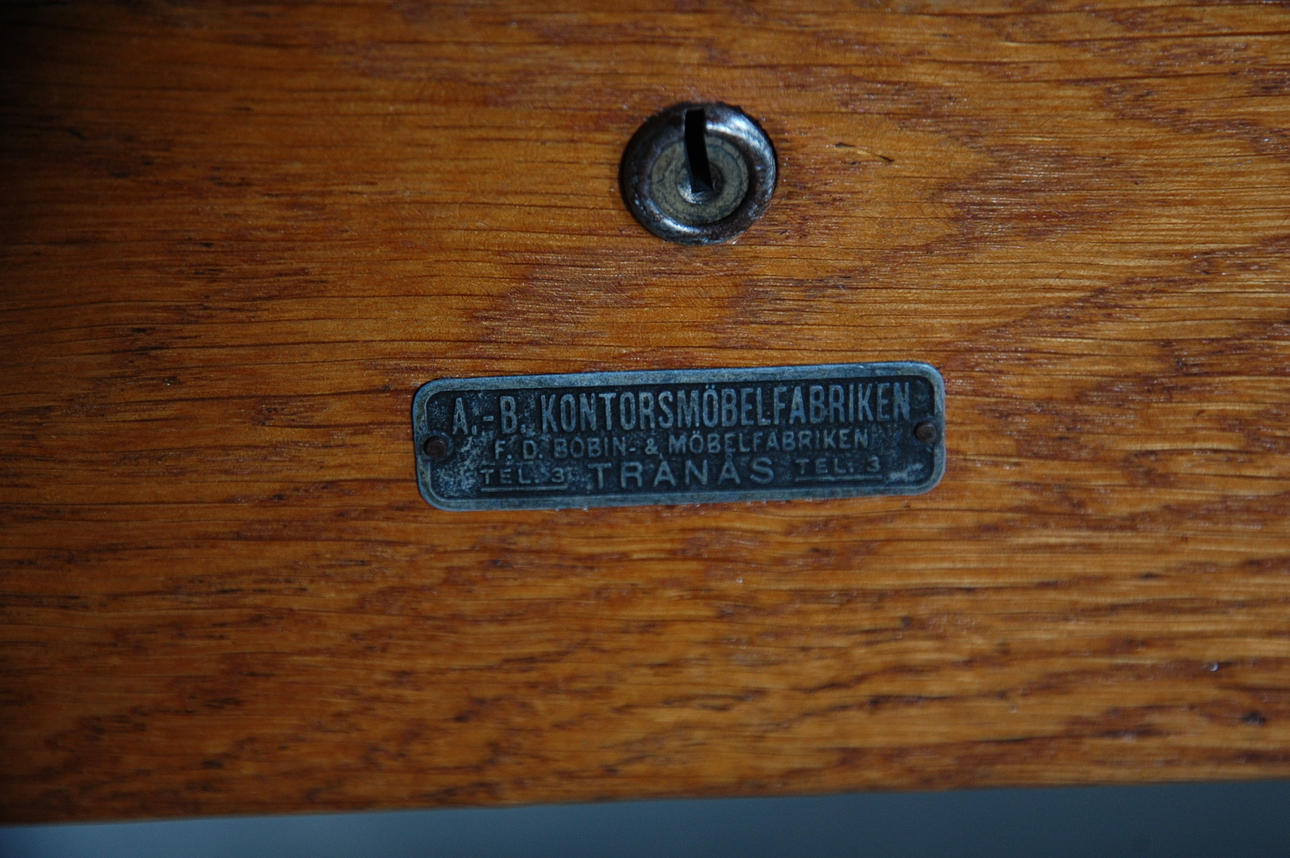 A.-B. KONTORSMÖBELFABRIKEN
F. D. BOBIN- & MÖBELFABRIKEN
TEL. 3 TRANÅS TEL. 3